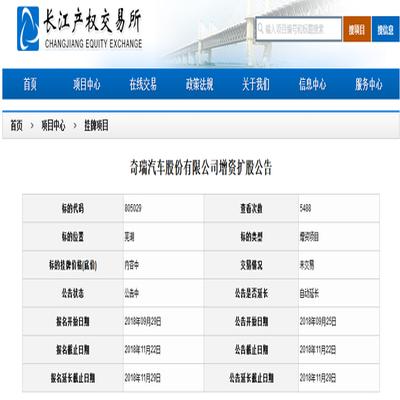 长江产权交易所
CHANGJIANG EQUITY EXCHANGE
输入项目编号和标题搜索
搜项目
搜信息
首页 项目中心 在线交易 政策法规 关于我们 信息中心 服务中心
首页 > 项目中心 > 挂牌项目
奇瑞汽车股份有限公司增资扩股公告
标的代码 805029 查看次数 5488
标的位置 芜湖 标的类型 增资项目
标的挂牌价格(底价) 内容中 交易情况 未交易
公告状态 公告中 公告是否延长 自动延长
报名开始日期 2018年09月29日 公告开始日期 2018年09月25日
报名截止日期 2018年11月22日 公告截止日期 2018年11月22日
报名延长截止日期 2018年11月29日 公告延长截止日期 2018年11月29日